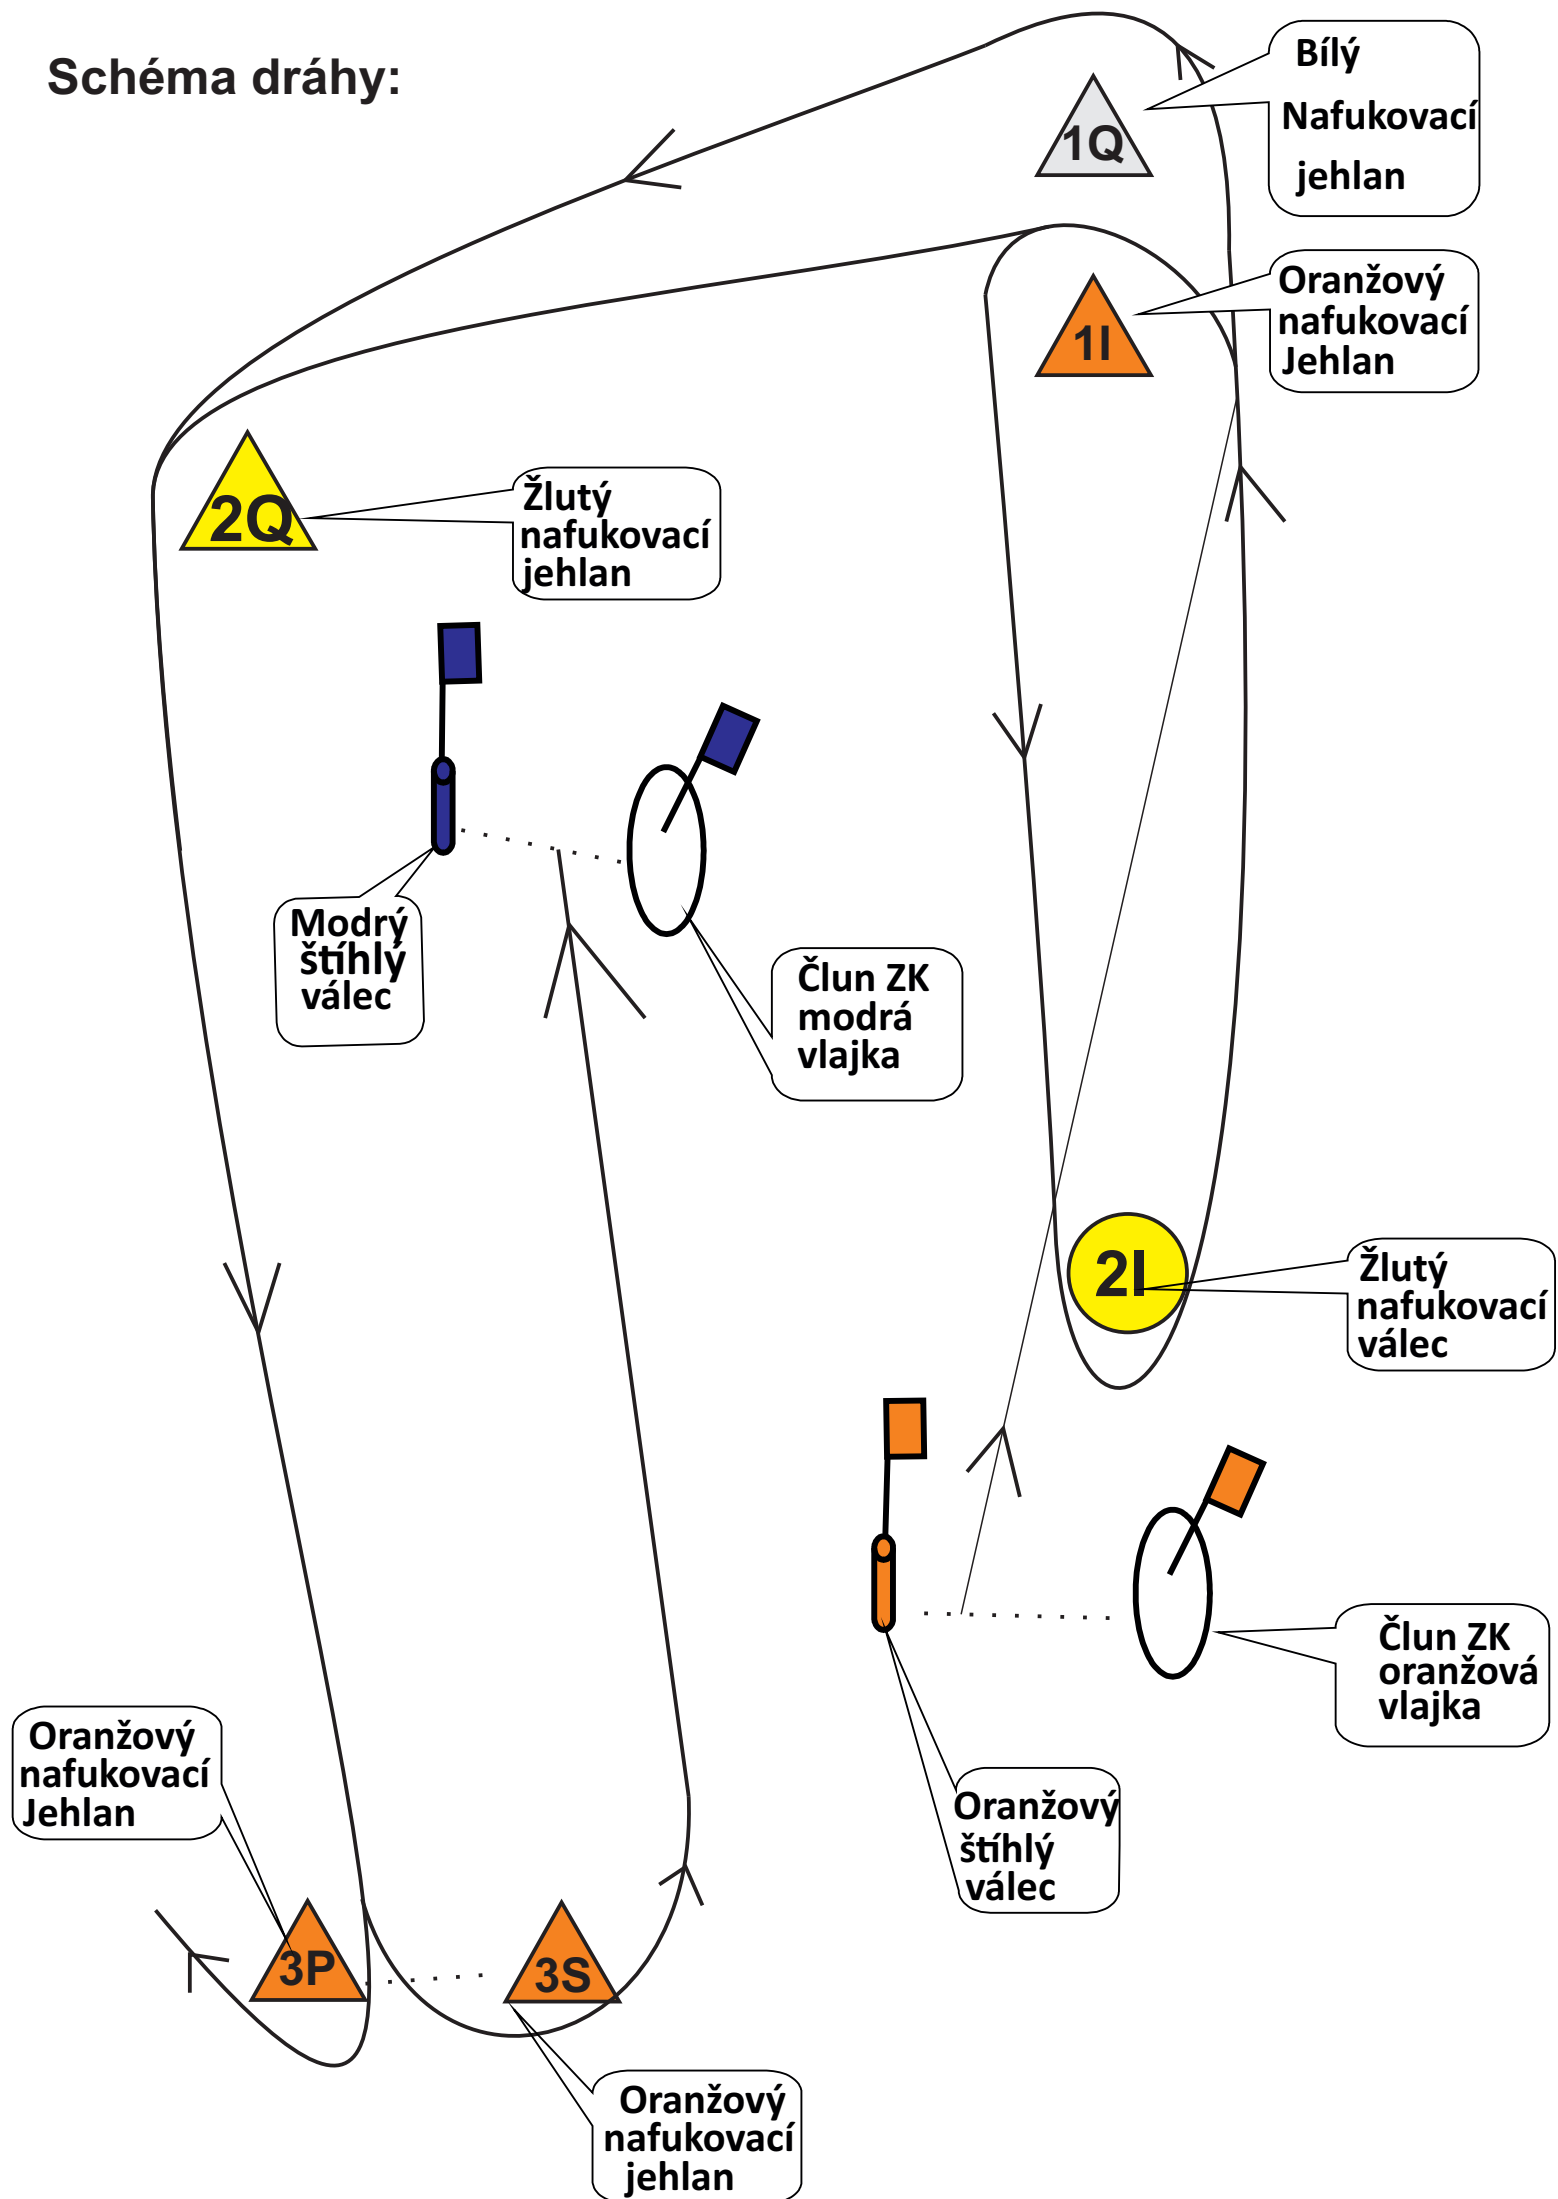 Schéma dráhy:
Bílý
Nafukovací
jehlan
1Q
Oranžový
nafukovací
Jehlan
1I
2Q
Žlutý
nafukovací
jehlan
Modrý
štíhlý
válec
Člun ZK
modrá
vlajka
2I
Žlutý
nafukovací
válec
Člun ZK
oranžová
vlajka
Oranžový
nafukovací
Jehlan
Oranžový
štíhlý
válec
3P
3S
Oranžový
nafukovací
jehlan